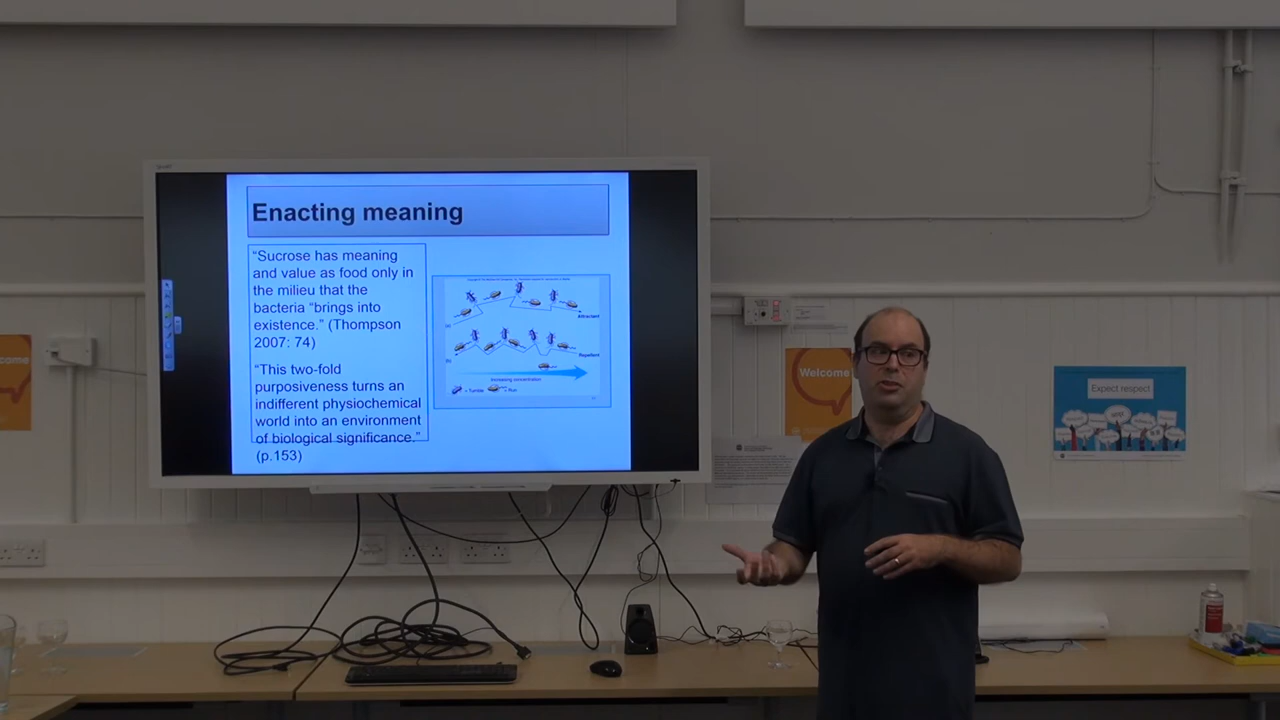 Enacting meaning
“Sucrose has meaning
and value as food only in
the milieu that the
bacteria “brings into
existence.” (Thompson
2007: 74)
“This two-fold
purposiveness turns an
indifferent physiochemical
world into an environment
of biological significance.”
(p.153)
Attractant
Repellent
Increasing concentration
= Tumble
= Run
Welcome
Expect respect